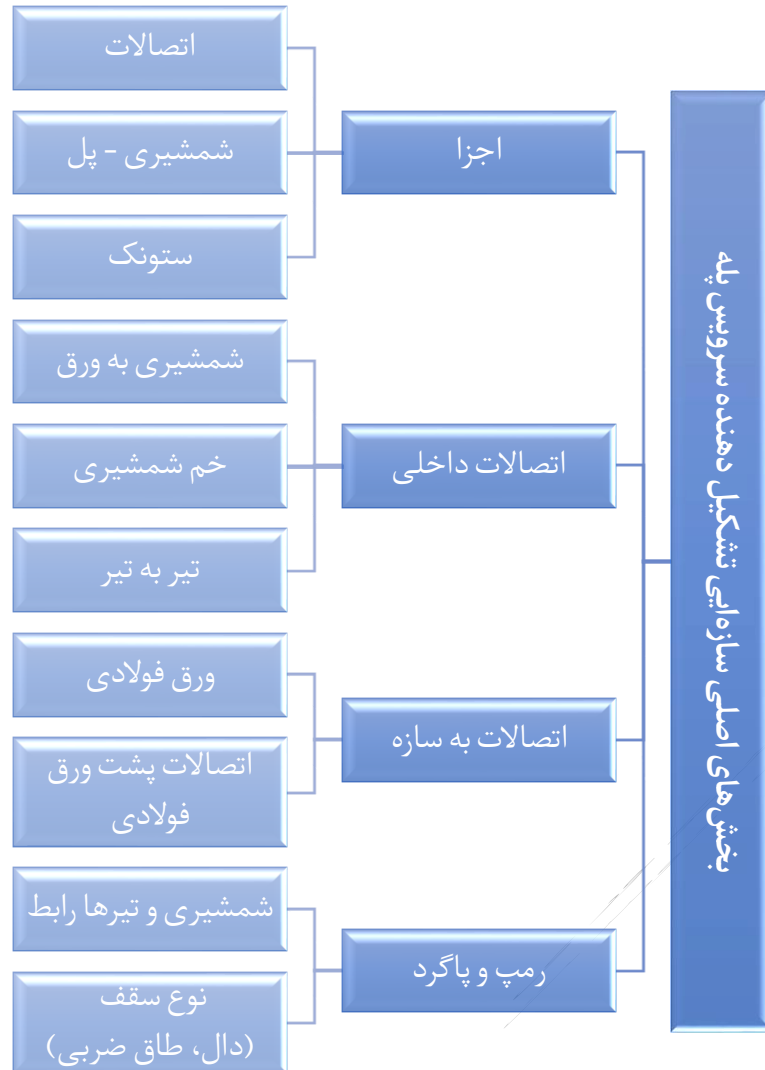 بخش‌های اصلی سازه‌ایی تشکیل دهنده سرویس پله
اجزا
اتصالات
شمشیری - پل
ستونک
اتصالات داخلی
شمشیری به ورق
خم شمشیری
تیر به تیر
اتصالات به سازه
ورق فولادی
اتصالات پشت ورق
فولادی
رمپ و پاگرد
شمشیری و تیرها رابط
نوع سقف
(دال، طاق ضربی)